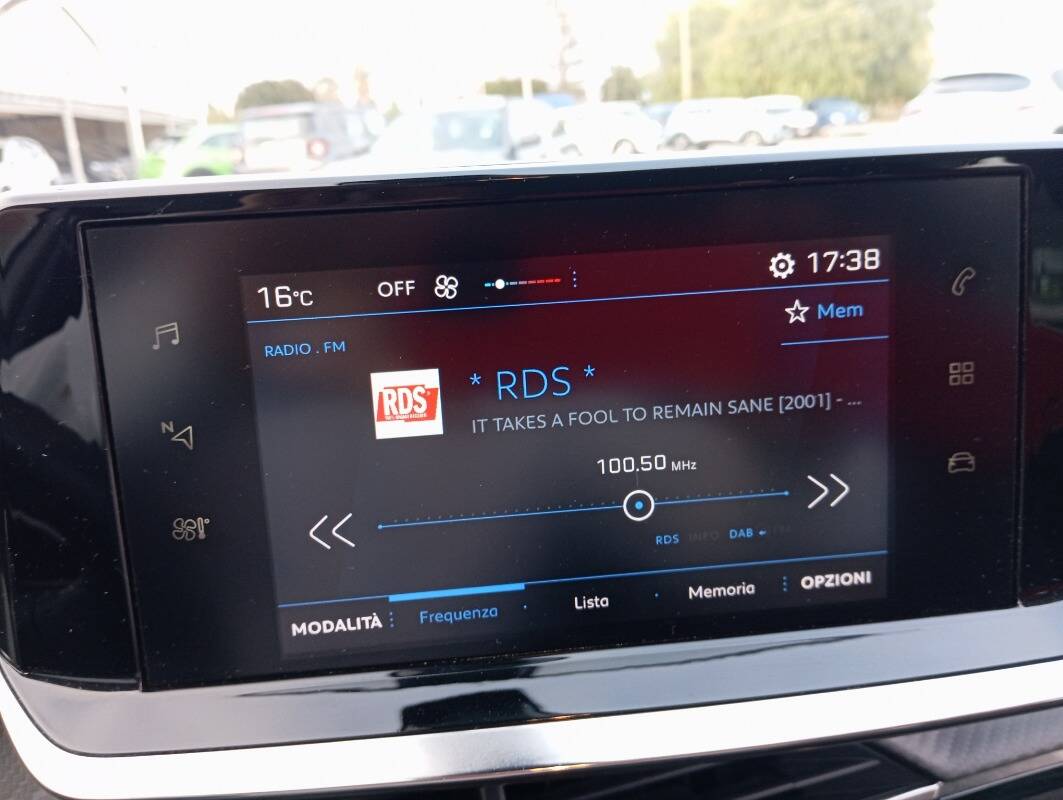 16°C OFF 17:38
Mem
RADIO . FM
RDS
* RDS *
IT TAKES A FOOL TO REMAIN SANE [2001] - ...
100.50 MHz
RDS INFO DAB
MODALITÀ Frequenza Lista Memoria OPZIONI
N